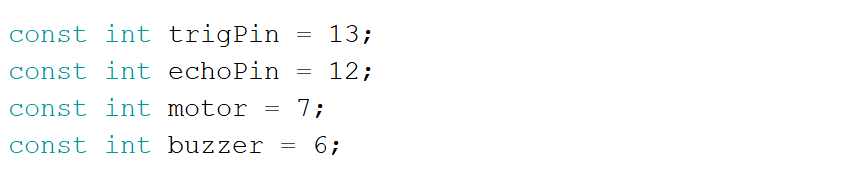 const int trigPin = 13;
const int echoPin = 12;
const int motor = 7;
const int buzzer = 6;